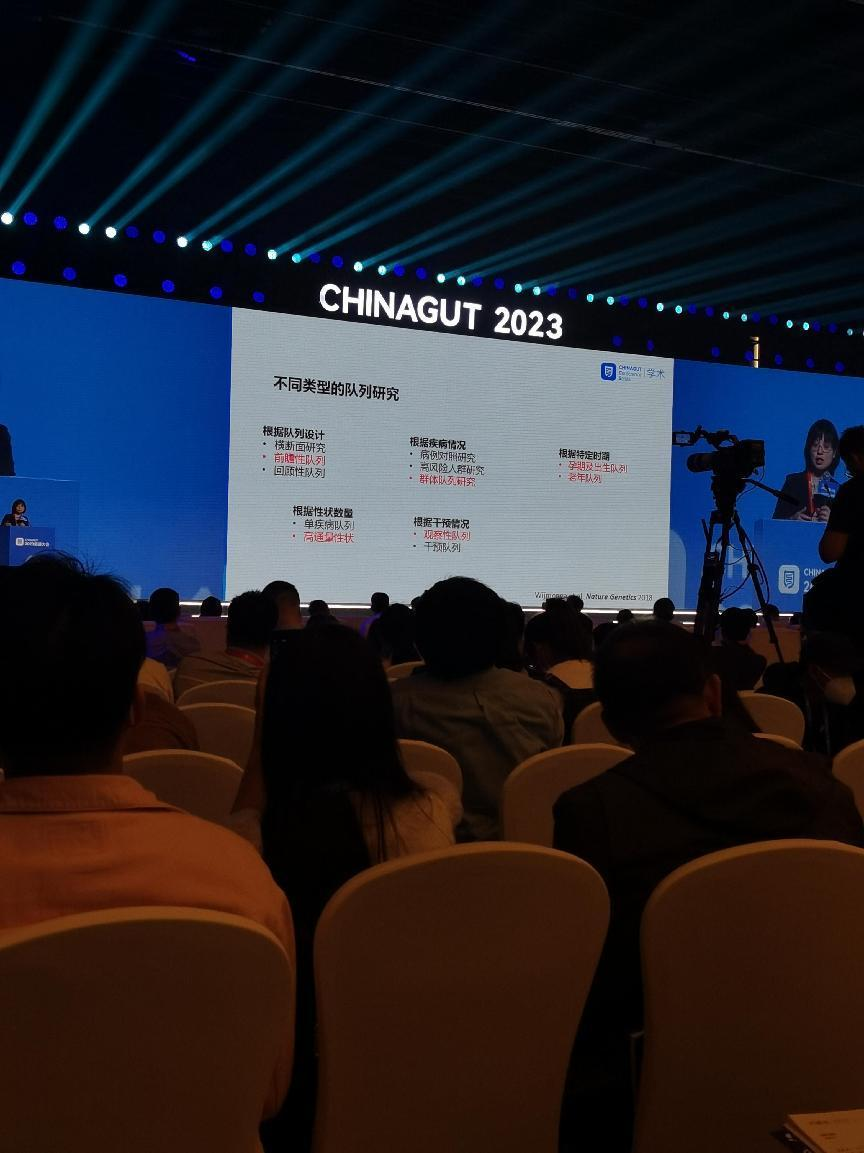 CHINAGUT 2023
CHINAGUT
学术
不同类型的队列研究
根据队列设计
• 横断面研究
• 前瞻性队列
• 回顾性队列
根据疾病情况
• 病例对照研究
• 高风险人群研究
• 群体队列研究
根据特定时期
• 孕期及出生队列
• 老年队列
根据性状数量
• 单疾病队列
• 高通量性状
根据干预情况
• 观察性队列
• 干预队列
Nature Genetics 2018